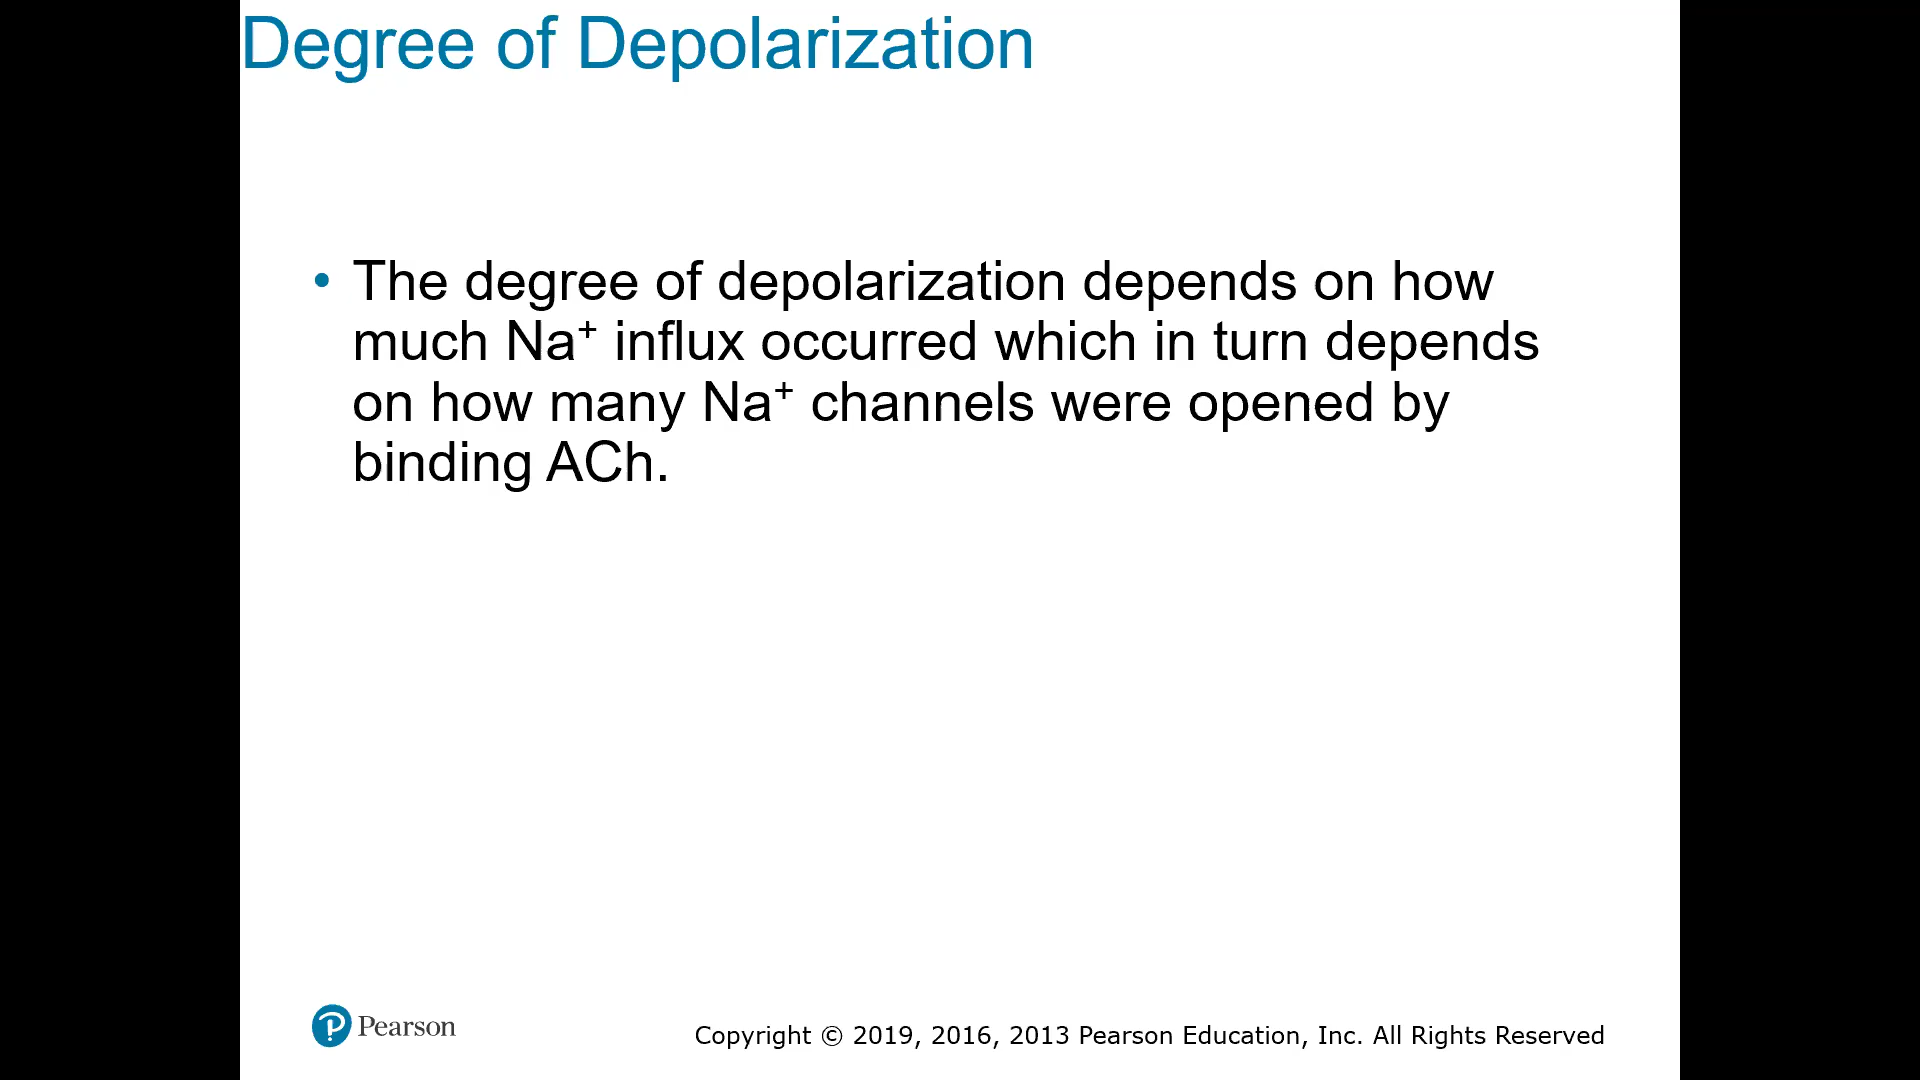 Degree of Depolarization
• The degree of depolarization depends on how
much Na⁺ influx occurred which in turn depends
on how many Na⁺ channels were opened by
binding ACh.
Pearson
Copyright © 2019, 2016, 2013 Pearson Education, Inc. All Rights Reserved